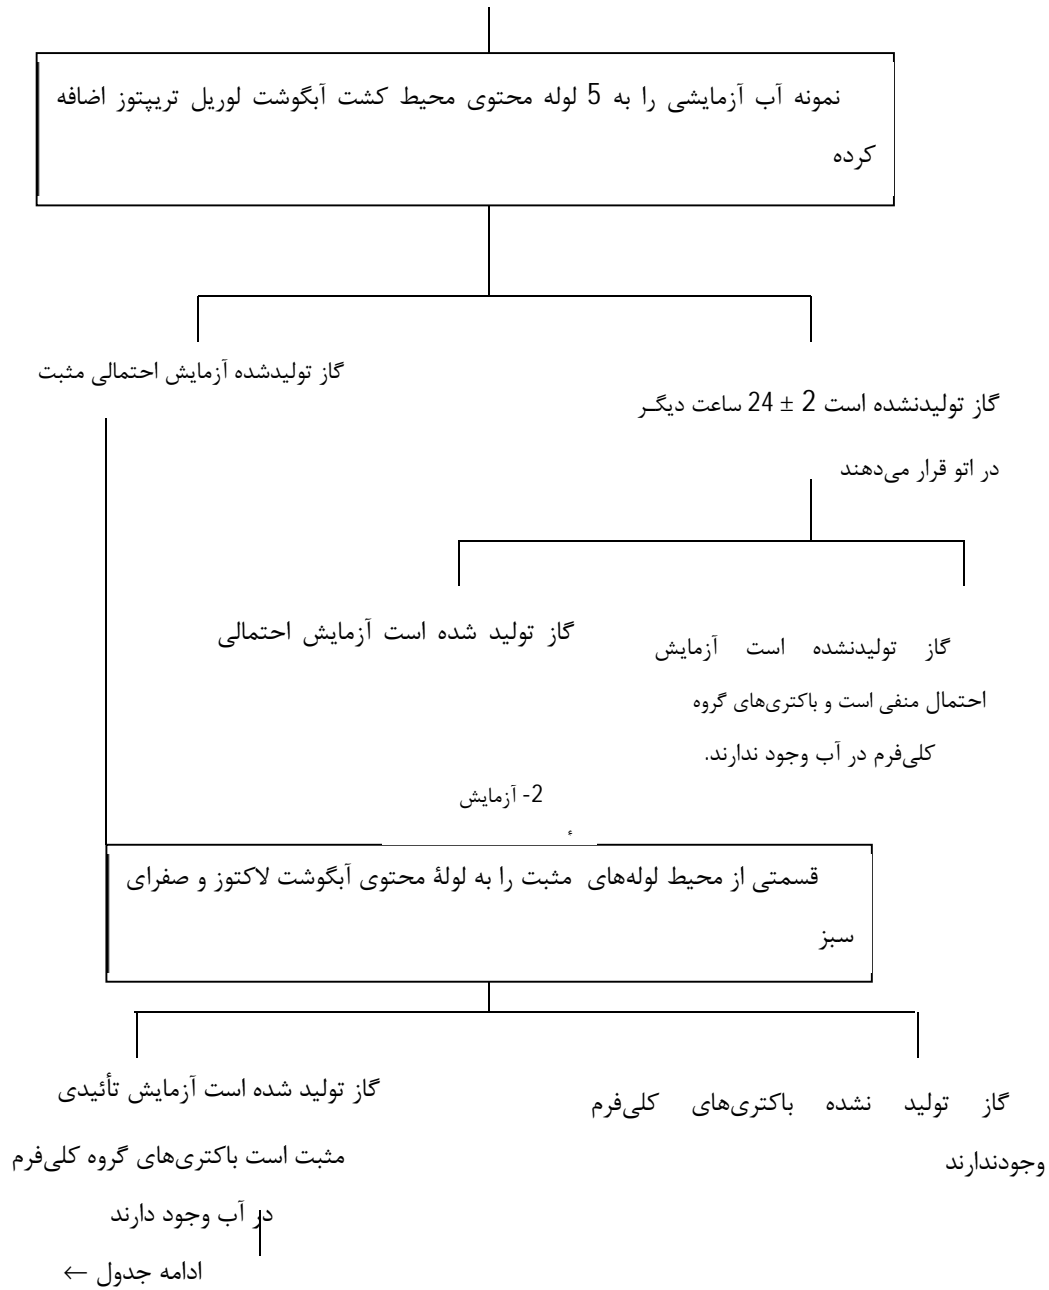 نمونه آب آزمایشی را به 5 لوله محتوی محیط کشت آبگوشت لوریل تریپتوز اضافه
کرده
گاز تولیدنشده است 2 ± 24 ساعت دیگر
در اتو قرار می‌دهند
گاز تولیدشده آزمایش احتمالی مثبت
گاز تولیدنشده است آزمایش
احتمال منفی است و باکتری‌های گروه
کلی‌فرم در آب وجود ندارند.
گاز تولید شده است آزمایش احتمالی
2- آزمایش
قسمتی از محیط لوله‌های مثبت را به لولهٔ محتوی آبگوشت لاکتوز و صفرای
سبز
گاز تولید نشده باکتری‌های کلی‌فرم
وجودندارند
گاز تولید شده است آزمایش تأئیدی
مثبت است باکتری‌های گروه کلی‌فرم
در آب وجود دارند
ادامه جدول ←